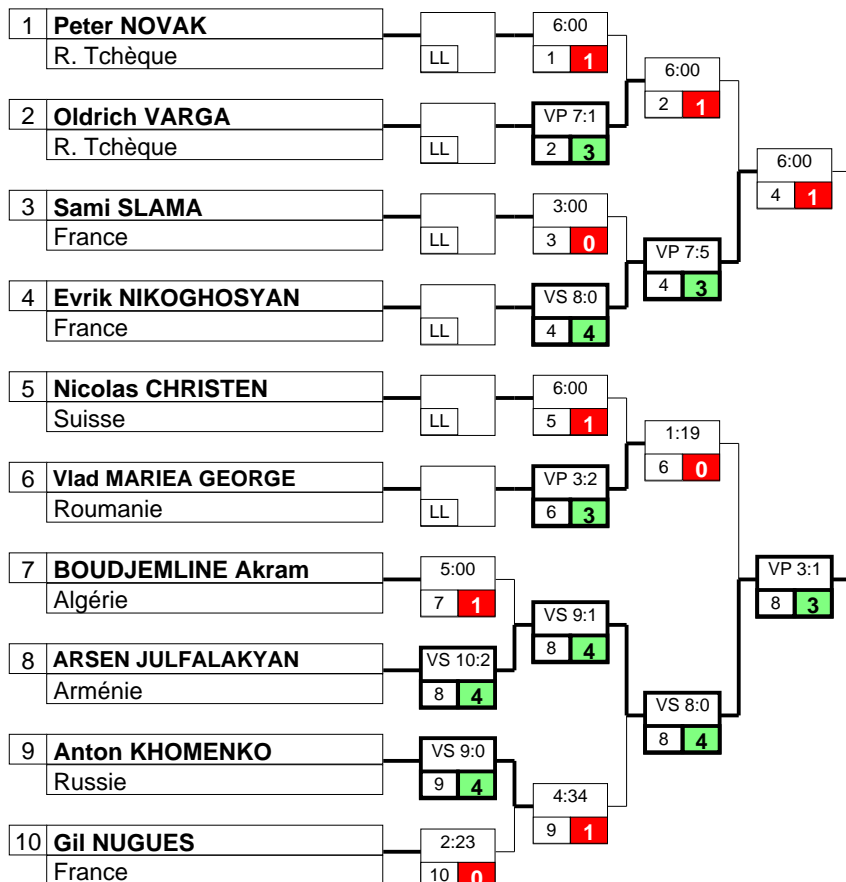 1 Peter NOVAK
R. Tchèque
LL
6:00
1 1
6:00
2 1
2 Oldrich VARGA
R. Tchèque
LL
VP 7:1
2 3
6:00
4 1
3 Sami SLAMA
France
LL
3:00
3 0
VP 7:5
4 3
4 Evrik NIKOGHOSYAN
France
LL
VS 8:0
4 4
5 Nicolas CHRISTEN
Suisse
LL
6:00
5 1
1:19
6 0
6 Vlad MARIEA GEORGE
Roumanie
LL
VP 3:2
6 3
7 BOUDJEMLINE Akram
Algérie
5:00
7 1
VS 9:1
8 4
VP 3:1
8 3
8 ARSEN JULFALAKYAN
Arménie
VS 10:2
8 4
VS 8:0
8 4
9 Anton KHOMENKO
Russie
VS 9:0
9 4
4:34
9 1
10 Gil NUGUES
France
2:23
10 0